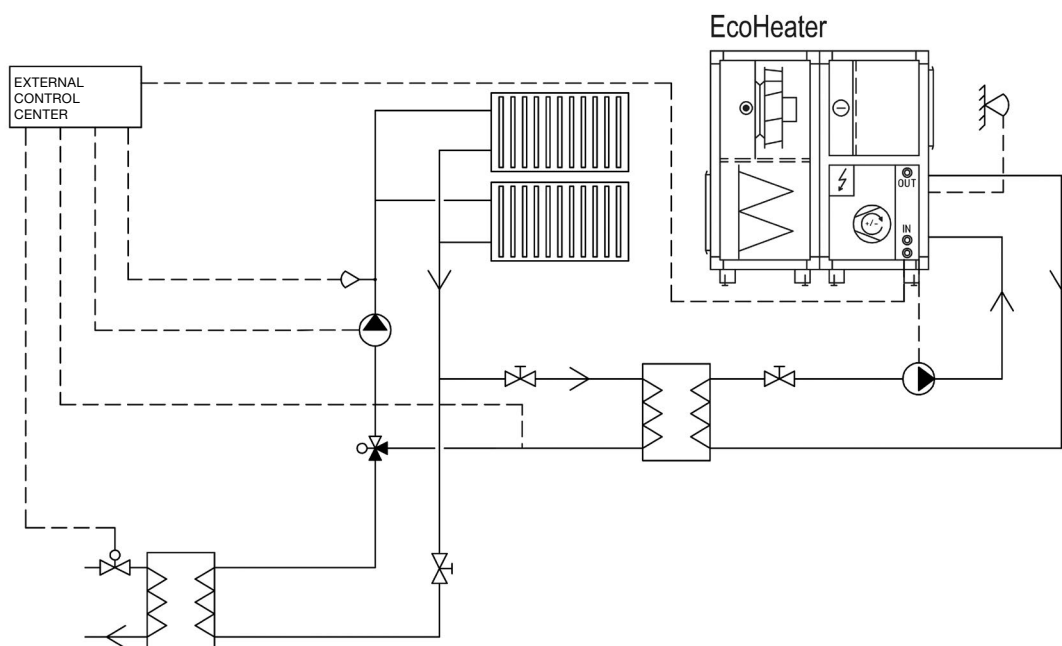 EcoHeater
EXTERNAL
CONTROL
CENTER
OUT
+/-
IN